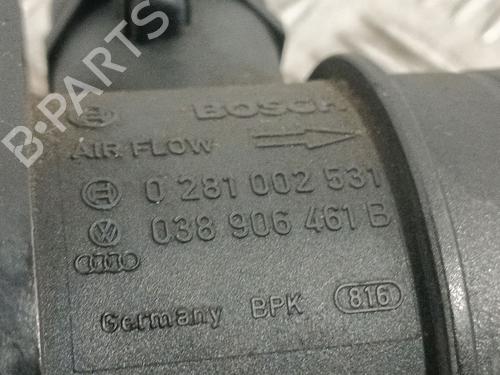 BOSCH
AIR FLOW
0 281 002 531
038 906 461 B
Germany BPK 816
B-PARTS